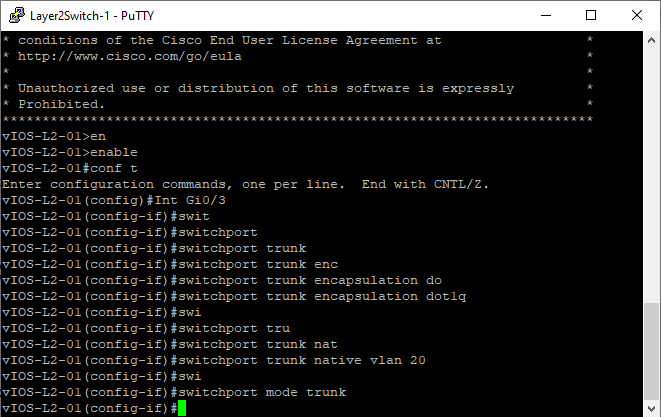 Layer2Switch-1 - PuTTY
* conditions of the Cisco End User License Agreement at *
* http://www.cisco.com/go/eula *
* *
* Unauthorized use or distribution of this software is expressly *
* Prohibited. *
**************************************************************************
vIOS-L2-01>en
vIOS-L2-01>enable
vIOS-L2-01#conf t
Enter configuration commands, one per line.  End with CNTL/Z.
vIOS-L2-01(config)#Int Gi0/3
vIOS-L2-01(config-if)#swit
vIOS-L2-01(config-if)#switchport
vIOS-L2-01(config-if)#switchport trunk
vIOS-L2-01(config-if)#switchport trunk enc
vIOS-L2-01(config-if)#switchport trunk encapsulation do
vIOS-L2-01(config-if)#switchport trunk encapsulation dot1q
vIOS-L2-01(config-if)#swi
vIOS-L2-01(config-if)#switchport tru
vIOS-L2-01(config-if)#switchport trunk nat
vIOS-L2-01(config-if)#switchport trunk native vlan 20
vIOS-L2-01(config-if)#swi
vIOS-L2-01(config-if)#switchport mode trunk
vIOS-L2-01(config-if)#